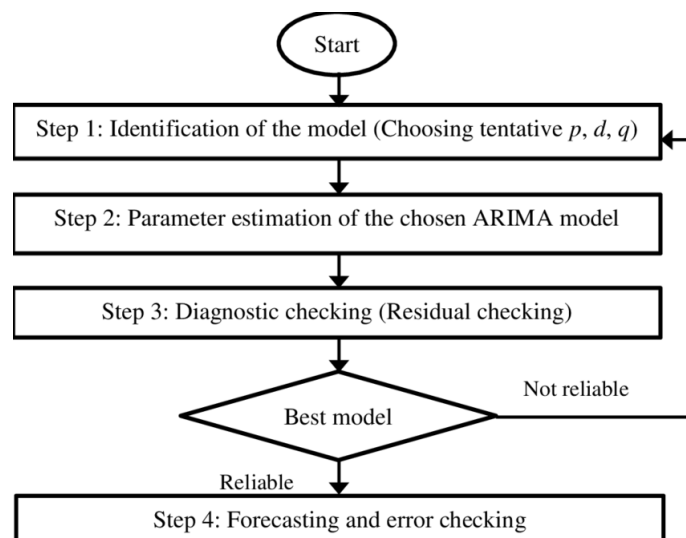 Start
Step 1: Identification of the model (Choosing tentative p, d, q)
Step 2: Parameter estimation of the chosen ARIMA model
Step 3: Diagnostic checking (Residual checking)
Not reliable
Best model
Reliable
Step 4: Forecasting and error checking